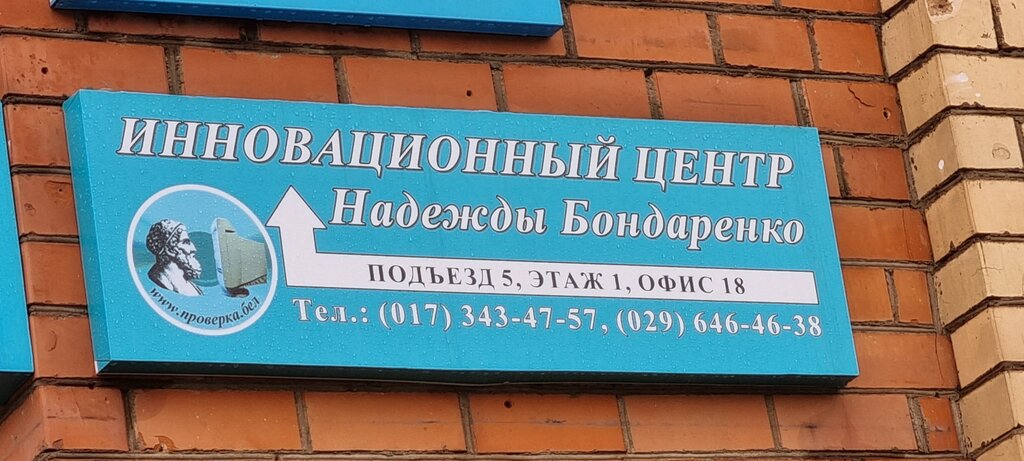 ИННОВАЦИОННЫЙ ЦЕНТР
Надежды Бондаренко
ПОДЪЕЗД 5, ЭТАЖ 1, ОФИС 18
Тел.: (017) 343-47-57, (029) 646-46-38
www.проверка.бел